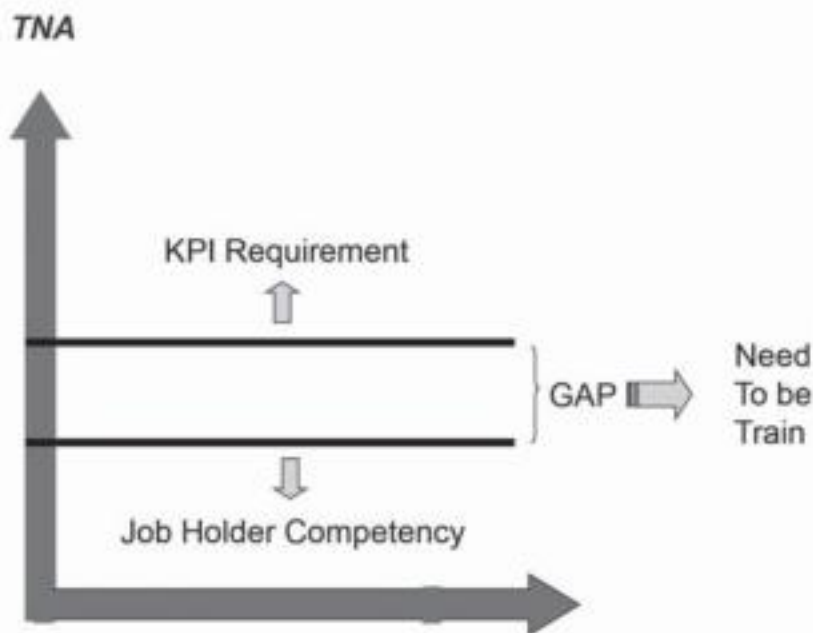 TNA
KPI Requirement
GAP
Need
To be
Train
Job Holder Competency